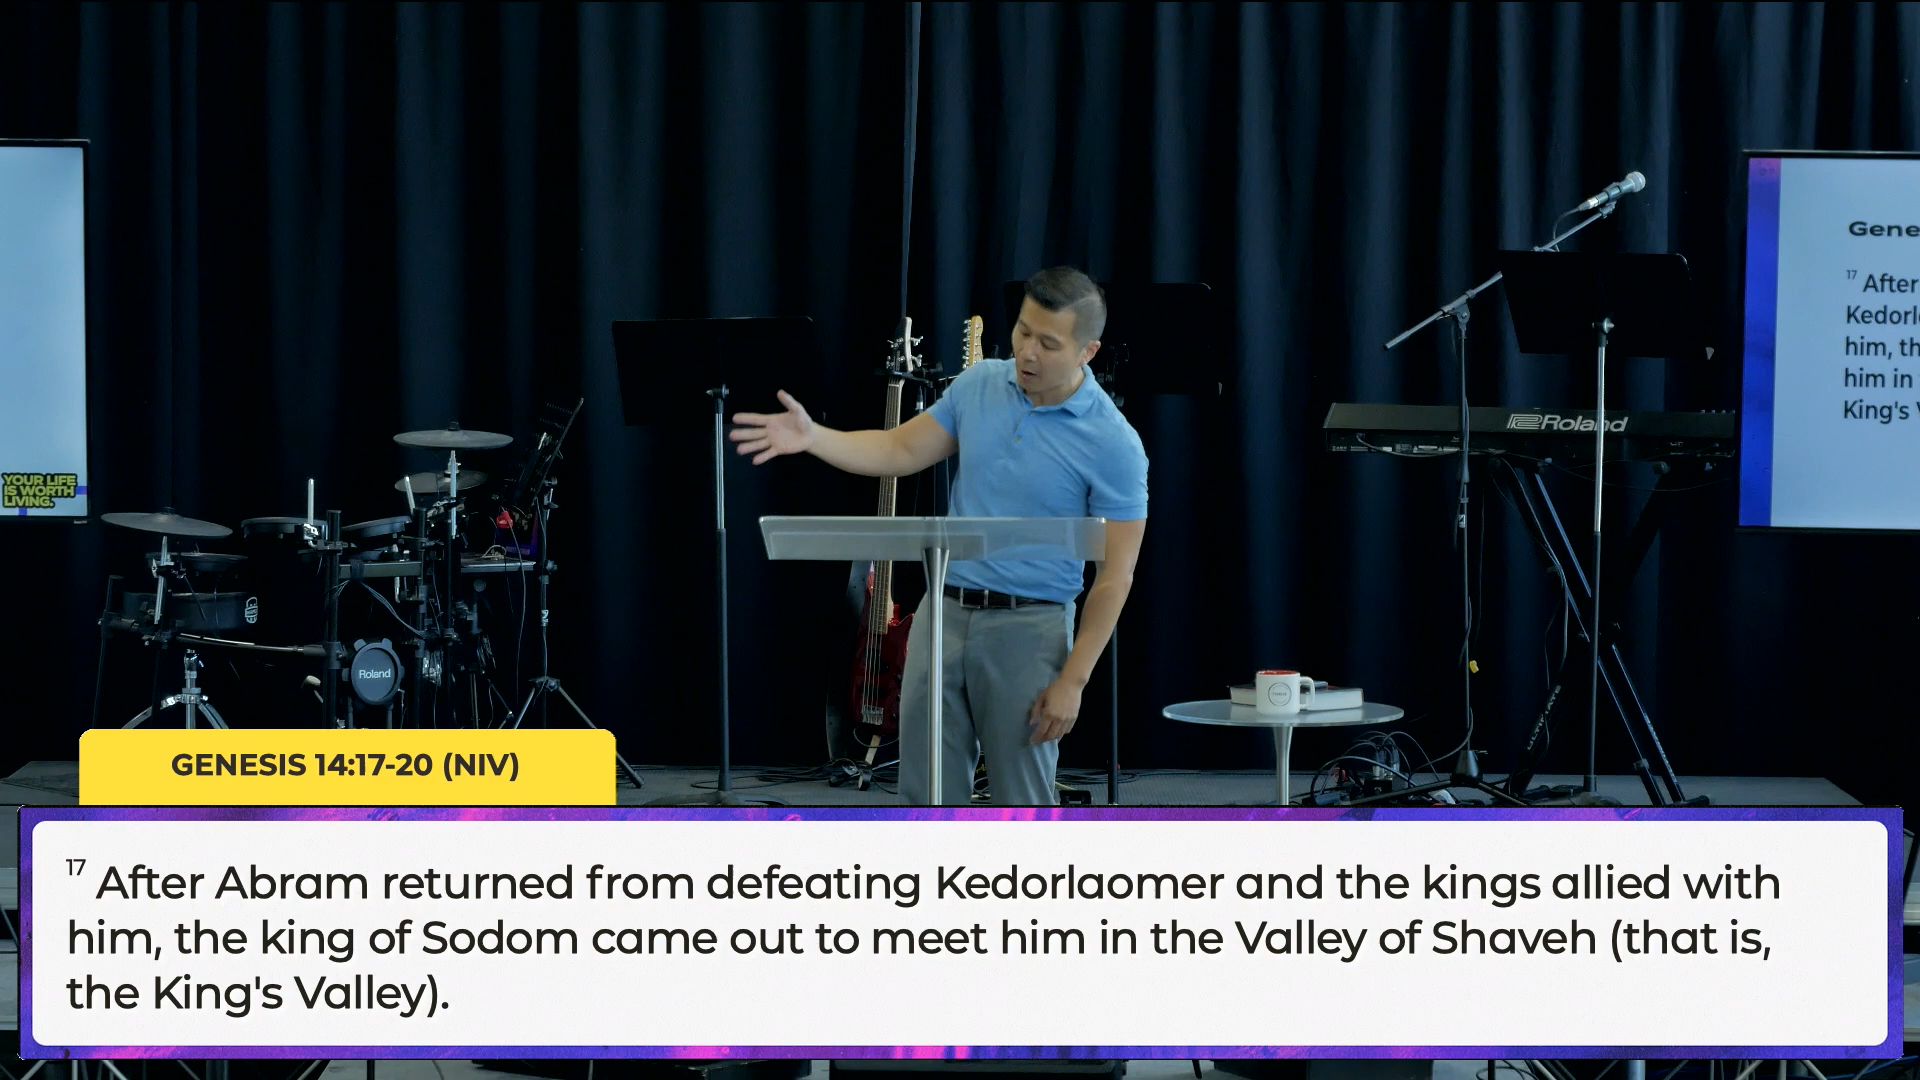 YOUR LIFE
IS WORTH
LIVING.
Roland
Roland
Gene
17 After
Kedorl
him, th
him in
King's V
GENESIS 14:17-20 (NIV)
17 After Abram returned from defeating Kedorlaomer and the kings allied with
him, the king of Sodom came out to meet him in the Valley of Shaveh (that is,
the King's Valley).